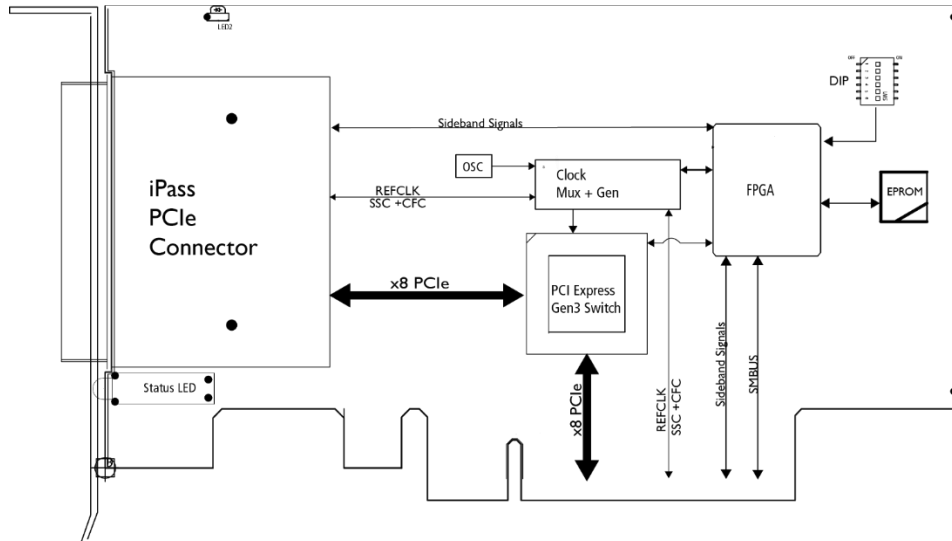 LED2
DIP
Sideband Signals
OSC
Clock
Mux + Gen
FPGA
EPROM
iPass
PCIe
Connector
REFCLK
SSC +CFC
x8 PCIe
PCI Express
Gen3 Switch
Status LED
x8 PCIe
REFCLK
SSC +CFC
Sideband Signals
SMBUS